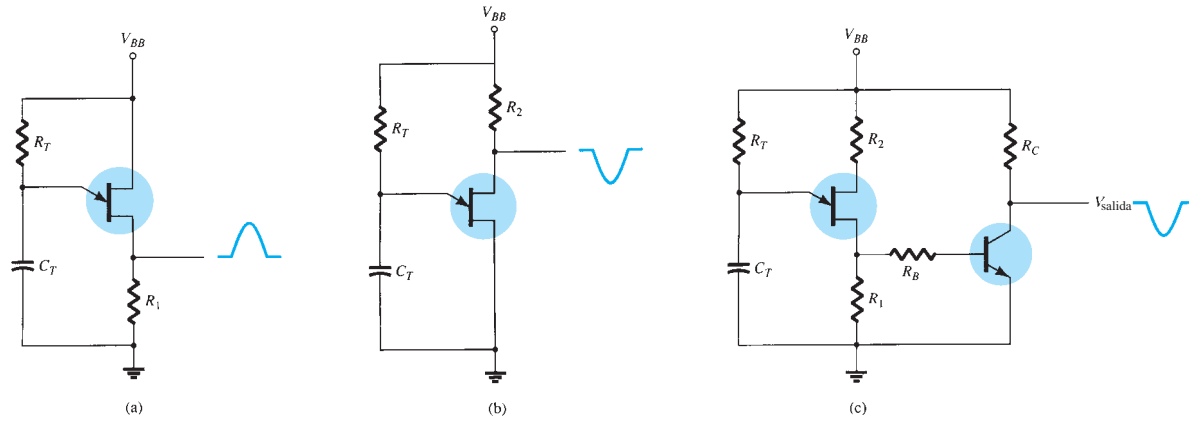 V_BB
R_T
C_T
R_1
(a)
V_BB
R_2
R_T
C_T
(b)
V_BB
R_T
R_2
R_C
V_salida
C_T
R_B
R_1
(c)